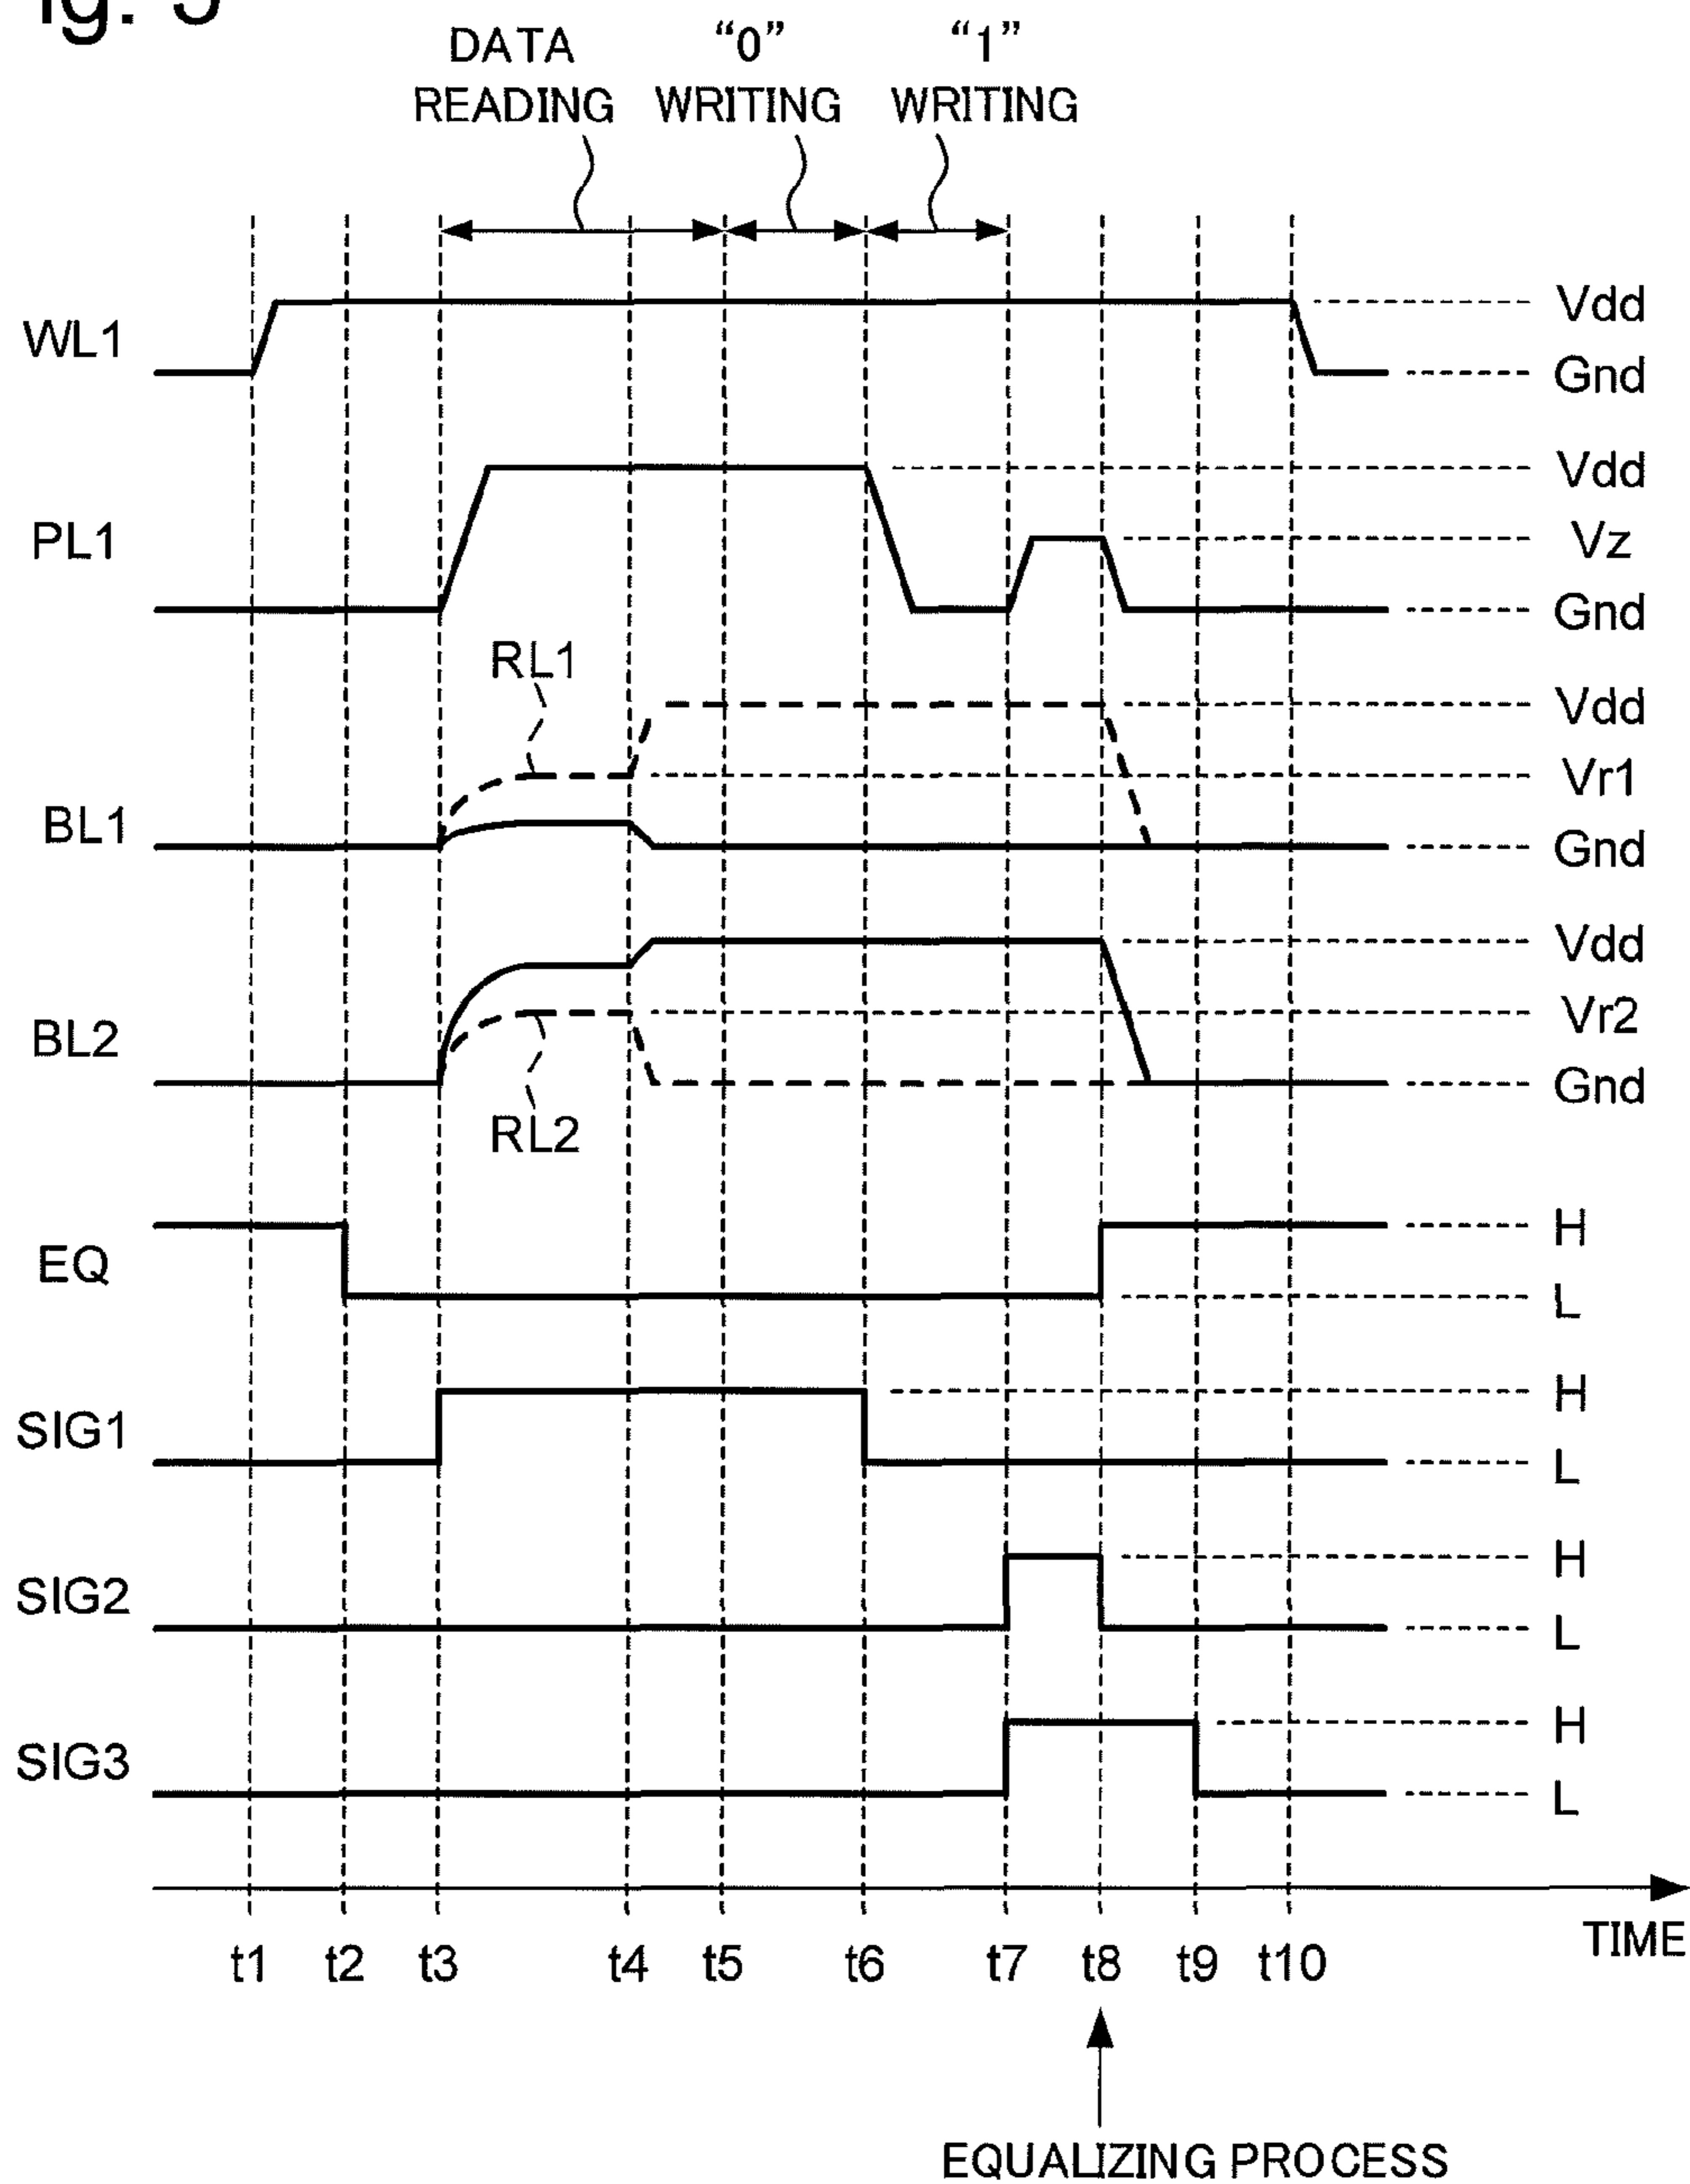 ig. 5
DATA READING
"0" WRITING
"1" WRITING
WL1
Vdd
Gnd
PL1
Vdd
Vz
Gnd
RL1
BL1
Vdd
Vr1
Gnd
BL2
Vdd
Vr2
Gnd
RL2
EQ
H
L
SIG1
H
L
SIG2
H
L
SIG3
H
L
t1 t2 t3 t4 t5 t6 t7 t8 t9 t10
TIME
EQUALIZING PROCESS